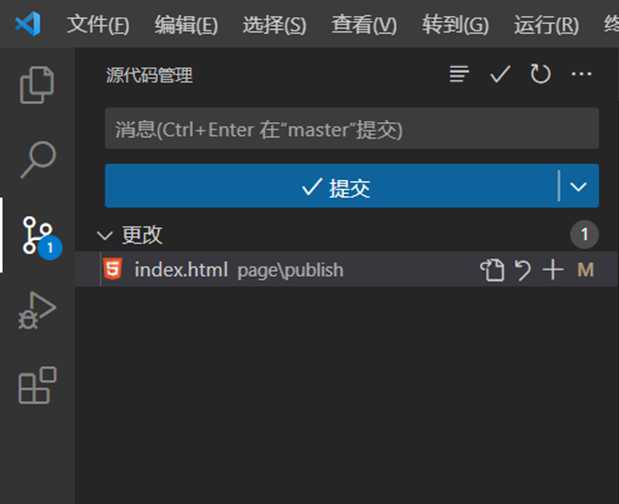 文件(F) 编辑(E) 选择(S) 查看(V) 转到(G) 运行(R) 终
源代码管理
消息(Ctrl+Enter 在“master”提交)
提交
1
更改 1
5 index.html page\publish M